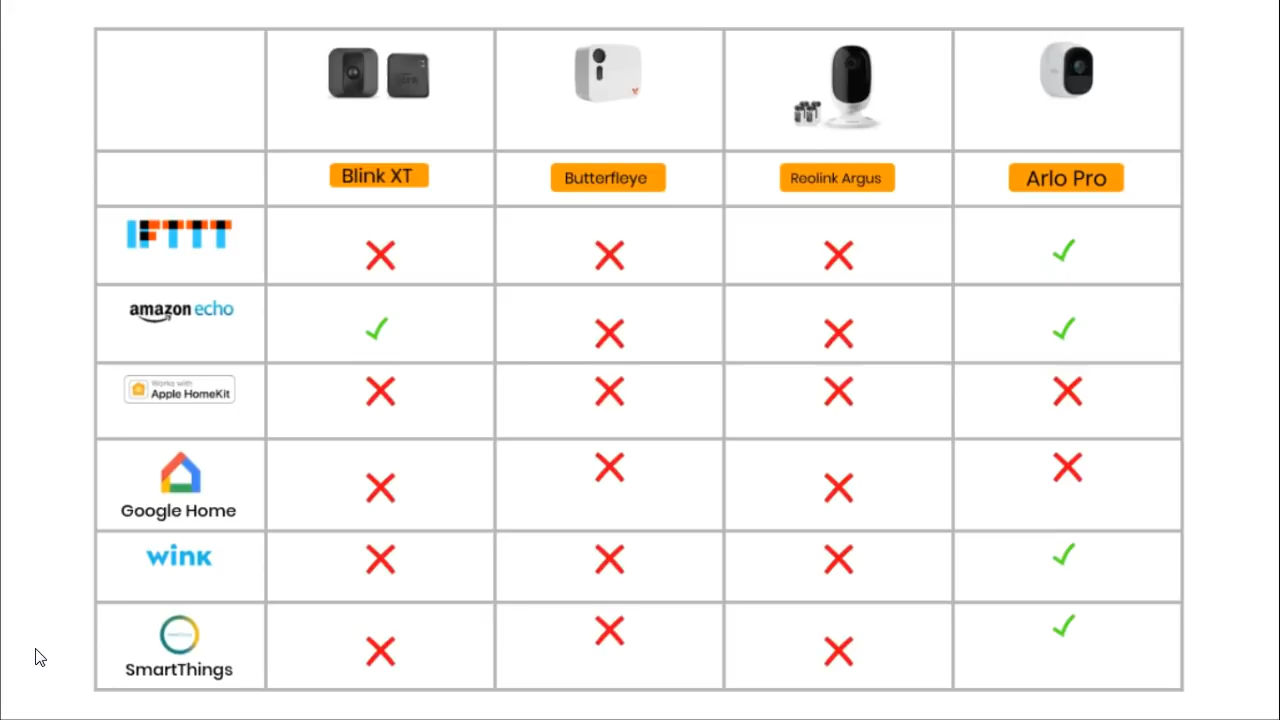 Blink XT
Butterfleye
Reolink Argus
Arlo Pro
IFTTT
amazon echo
Works with
Apple HomeKit
Google Home
wink
SmartThings